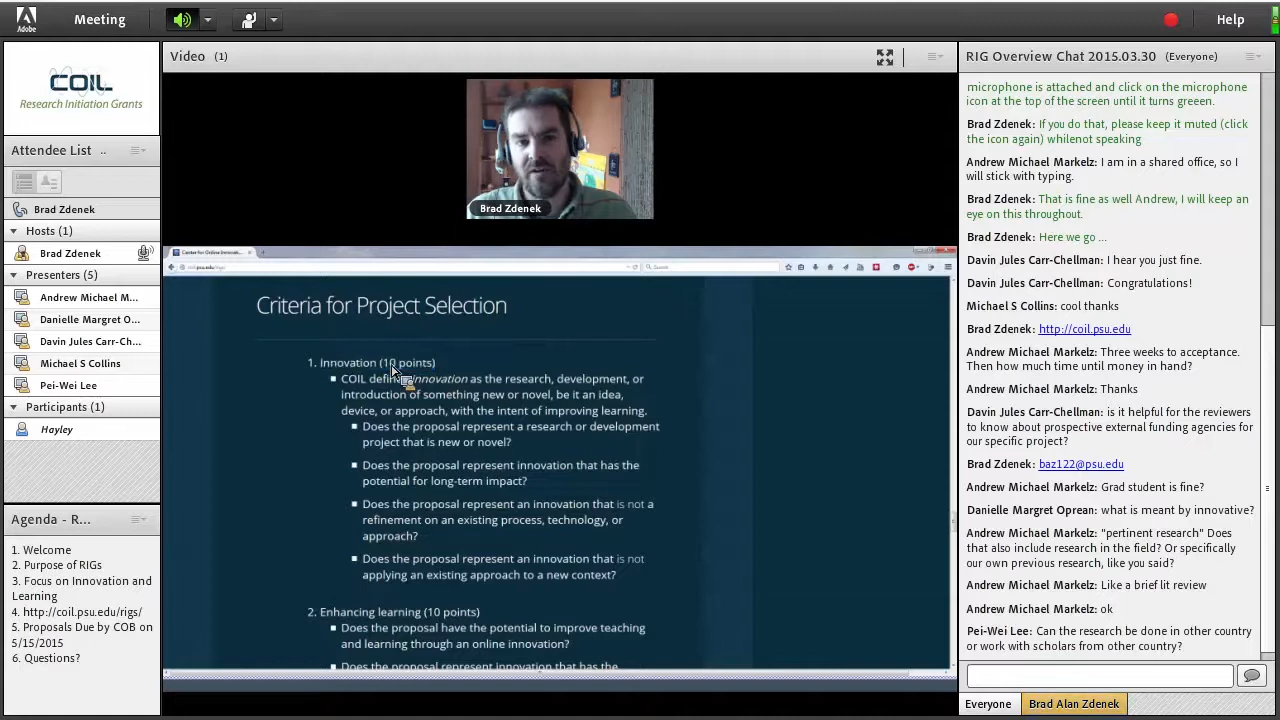 Adobe
Meeting
Help
COIL
Research Initiation Grants
Attendee List ..
Brad Zdenek
Hosts (1)
Brad Zdenek
Presenters (5)
Andrew Michael M...
Danielle Margret O...
Davin Jules Carr-Ch...
Michael S Collins
Pei-Wei Lee
Participants (1)
Hayley
Agenda - R...
1. Welcome
2. Purpose of RIGs
3. Focus on Innovation and
Learning
4. http://coil.psu.edu/rigs/
5. Proposals Due by COB on
5/15/2015
6. Questions?
Video (1)
Brad Zdenek
Center for Online Innovat...
coil.psu.edu/rigs/
Search
Criteria for Project Selection
1. Innovation (10 points)
COIL defin innovation as the research, development, or
introduction of something new or novel, be it an idea,
device, or approach, with the intent of improving learning.
Does the proposal represent a research or development
project that is new or novel?
Does the proposal represent innovation that has the
potential for long-term impact?
Does the proposal represent an innovation that is not a
refinement on an existing process, technology, or
approach?
Does the proposal represent an innovation that is not
applying an existing approach to a new context?
2. Enhancing learning (10 points)
Does the proposal have the potential to improve teaching
and learning through an online innovation?
Does the proposal represent innovation that has the
RIG Overview Chat 2015.03.30 (Everyone)
microphone is attached and click on the microphone
icon at the top of the screen until it turns greeen.
Brad Zdenek: If you do that, please keep it muted (click
the icon again) whilenot speaking
Andrew Michael Markelz: I am in a shared office, so I
will stick with typing.
Brad Zdenek: That is fine as well Andrew, I will keep an
eye on this throughout.
Brad Zdenek: Here we go ...
Davin Jules Carr-Chellman: I hear you just fine.
Davin Jules Carr-Chellman: Congratulations!
Michael S Collins: cool thanks
Brad Zdenek: http://coil.psu.edu
Andrew Michael Markelz: Three weeks to acceptance.
Then how much time until money in hand?
Andrew Michael Markelz: Thanks
Davin Jules Carr-Chellman: is it helpful for the reviewers
to know about prospective external funding agencies for
our specific project?
Brad Zdenek: baz122@psu.edu
Andrew Michael Markelz: Grad student is fine?
Danielle Margret Oprean: what is meant by innovative?
Andrew Michael Markelz: "pertinent research" Does
that also include research in the field? Or specifically
our own previous research, like you said?
Andrew Michael Markelz: Like a brief lit review
Andrew Michael Markelz: ok
Pei-Wei Lee: Can the research be done in other country
or work with scholars from other country?
Everyone
Brad Alan Zdenek